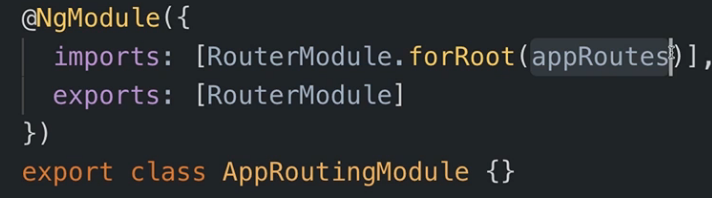 @NgModule({
imports: [RouterModule.forRoot(appRoutes)],
exports: [RouterModule]
})
export class AppRoutingModule {}